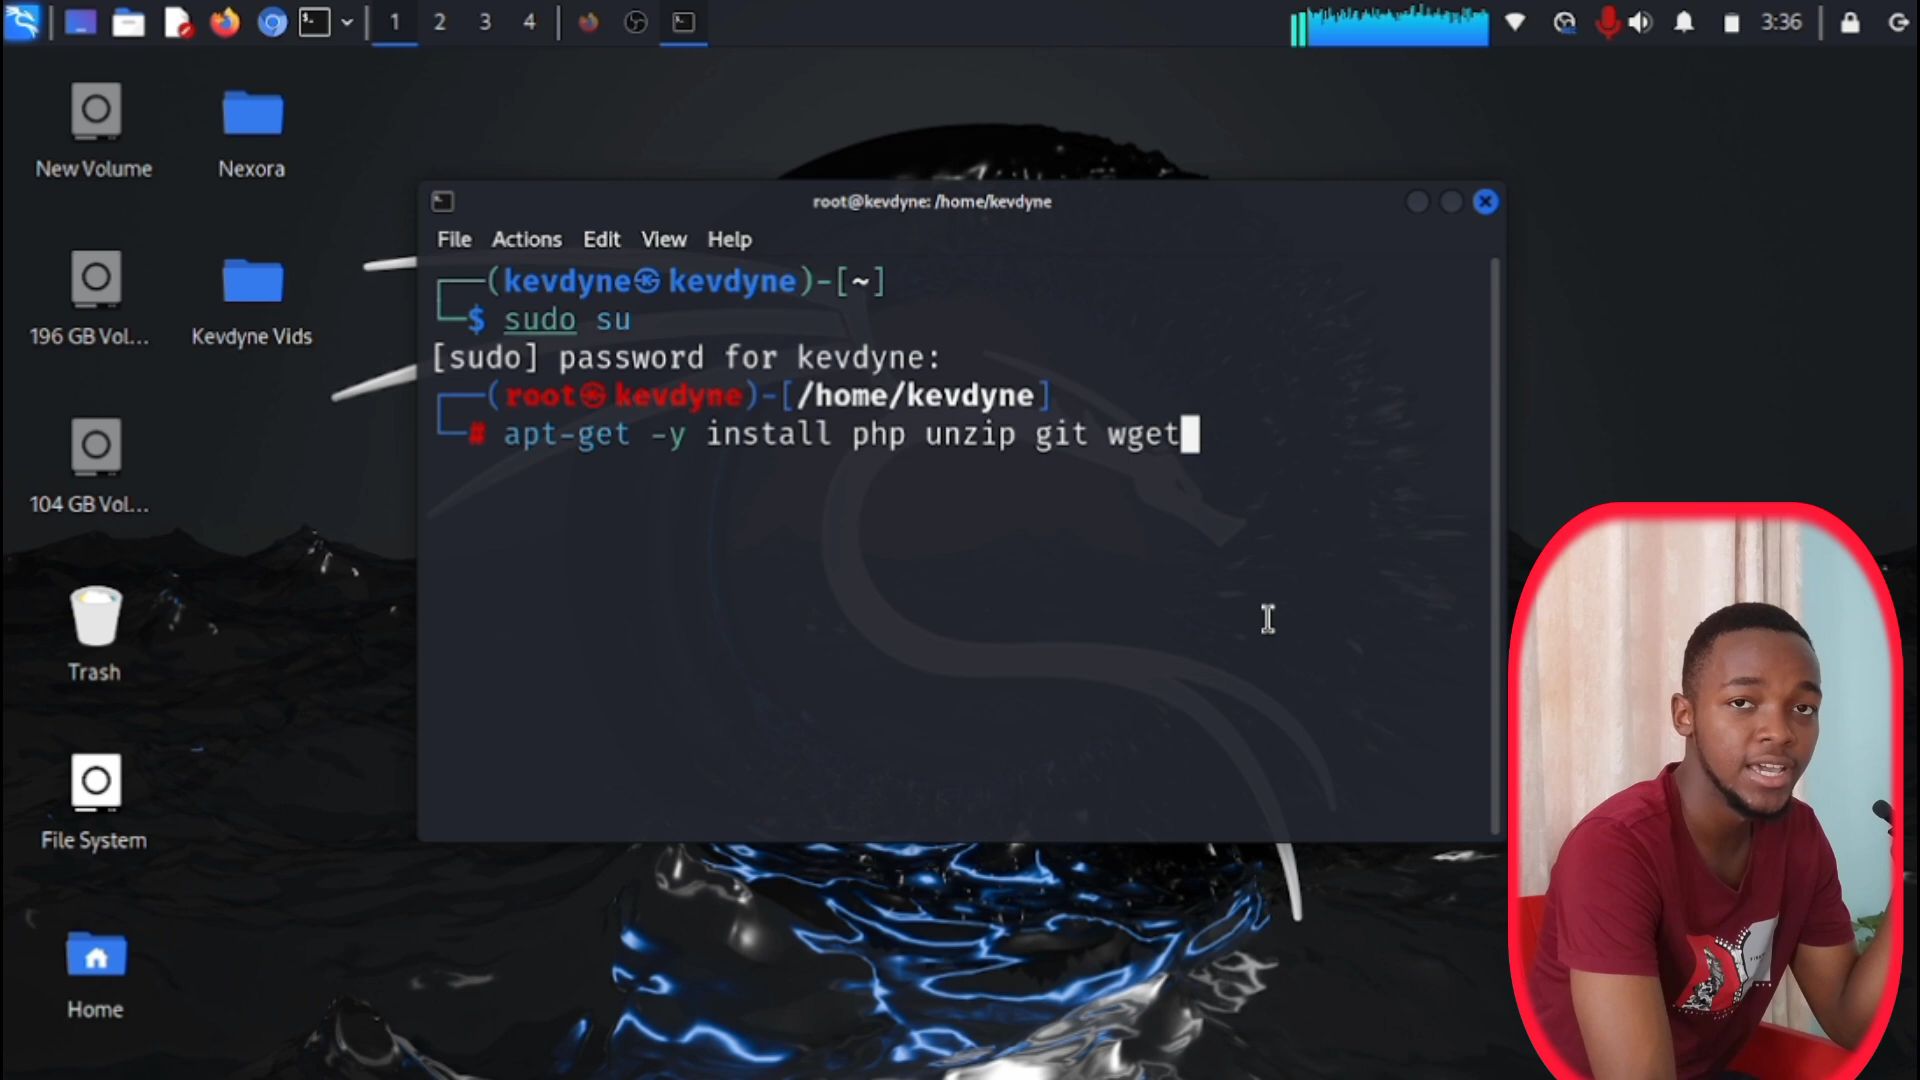 1 2 3 4
3:36
New Volume
Nexora
196 GB Vol...
Kevdyne Vids
104 GB Vol...
Trash
File System
Home
root@kevdyne: /home/kevdyne
File Actions Edit View Help
(kevdyne㉿kevdyne)-[~]
$ sudo su
[sudo] password for kevdyne:
(root㉿kevdyne)-[/home/kevdyne]
# apt-get -y install php unzip git wget